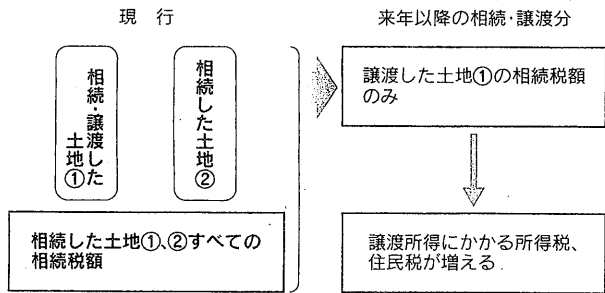 現行
相続・譲渡した
土地①
相続した土地②
相続した土地①、②すべての
相続税額
来年以降の相続・譲渡分
譲渡した土地①の相続税額
のみ
譲渡所得にかかる所得税、
住民税が増える